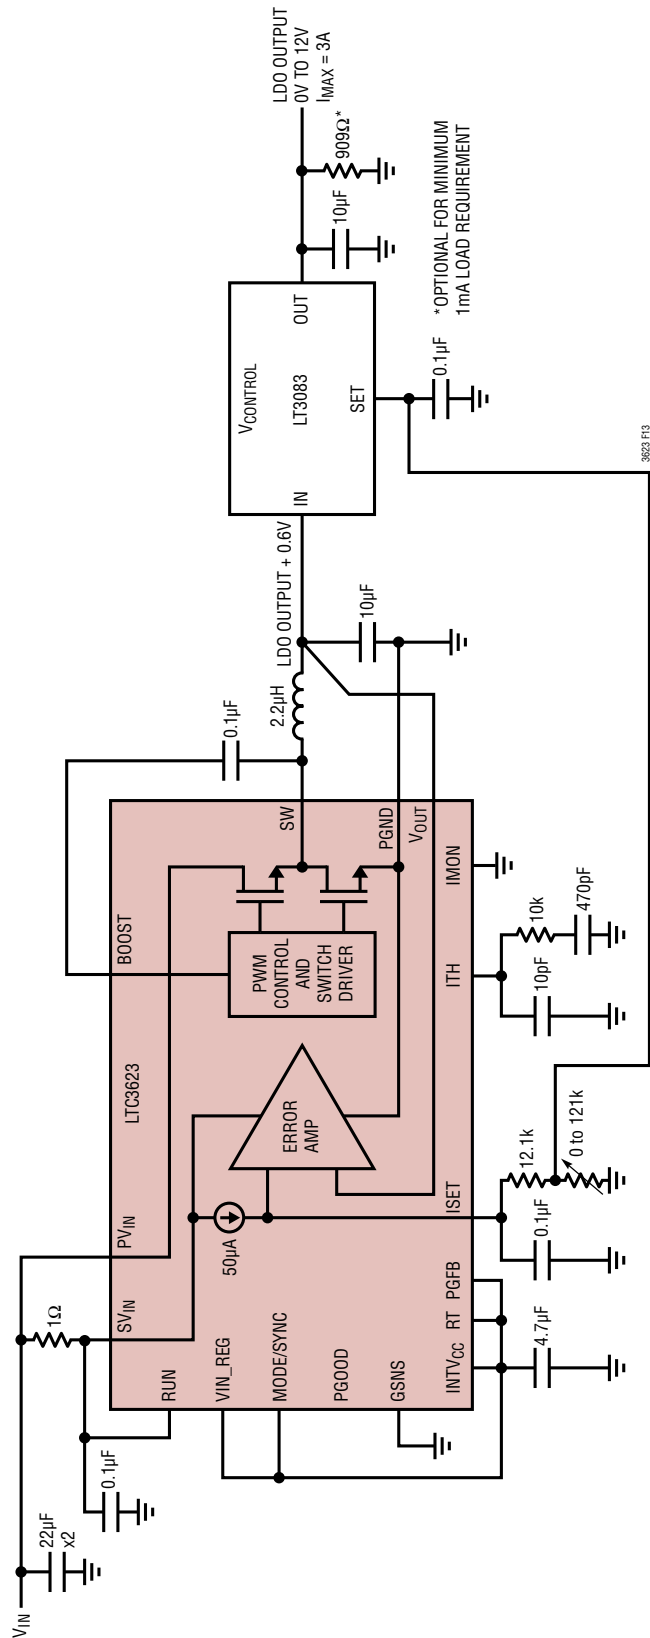 VIN
22µF
x2
0.1µF
1Ω
SVIN
PVIN
LTC3623
BOOST
0.1µF
RUN
VIN_REG
MODE/SYNC
PGOOD
GSNS
INTVCC
RT
PGFB
ISET
ITH
IMON
50µA
ERROR
AMP
PWM
CONTROL
AND
SWITCH
DRIVER
SW
PGND
VOUT
2.2µH
LDO OUTPUT + 0.6V
10µF
IN
VCONTROL
LT3083
OUT
SET
LDO OUTPUT
0V TO 12V
IMAX = 3A
10µF
909Ω*
0.1µF
*OPTIONAL FOR MINIMUM
1mA LOAD REQUIREMENT
4.7µF
0.1µF
12.1k
0 to 121k
10pF
10k
470pF
3623 F13